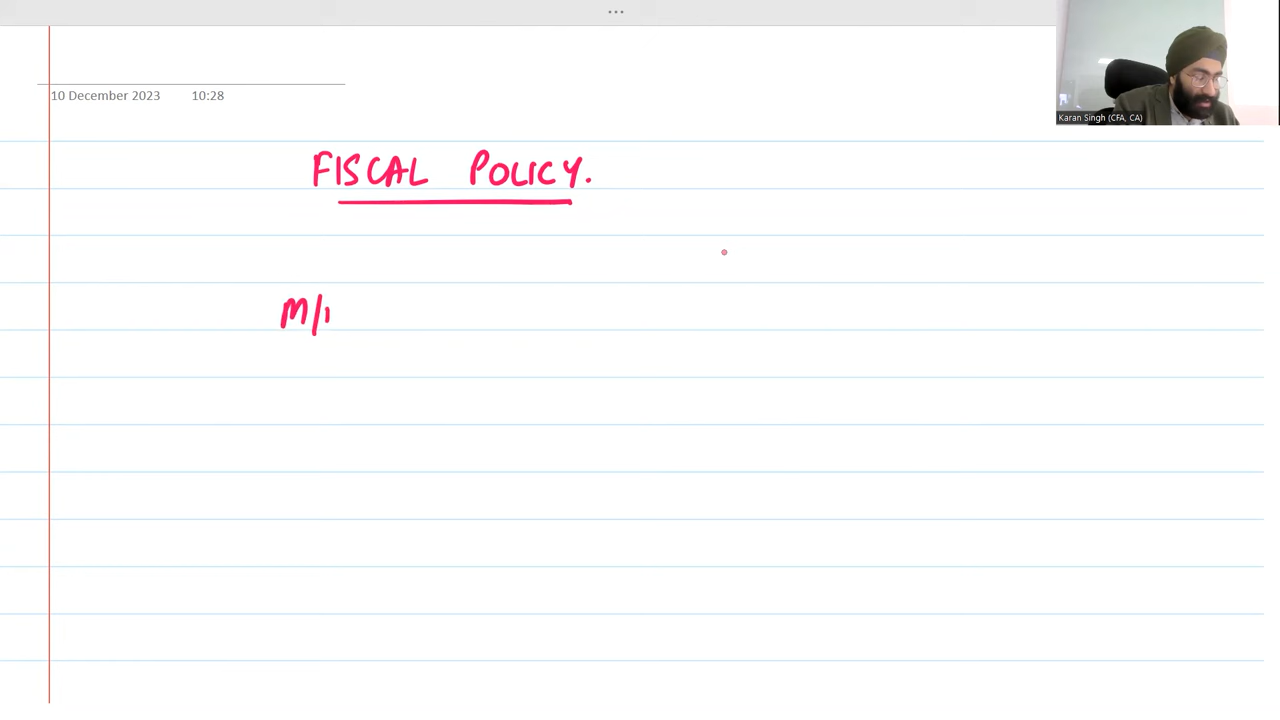 10 December 2023 10:28
Karan Singh (CFA, CA)
FISCAL POLICY.
M/